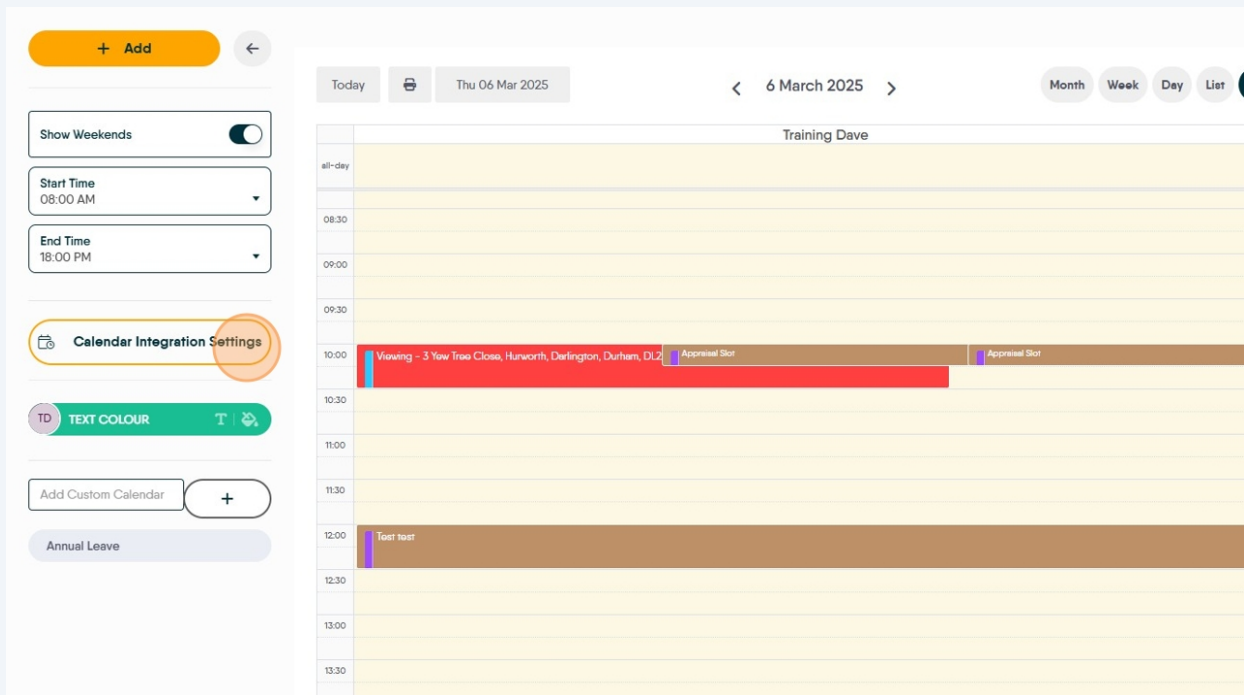 + Add
Show Weekends
Start Time
08:00 AM
End Time
18:00 PM
Calendar Integration Settings
TD TEXT COLOUR T
Add Custom Calendar +
Annual Leave
Today Thu 06 Mar 2025 6 March 2025 Month Week Day List
Training Dave
all-day
08:30
09:00
09:30
10:00 Viewing - 3 Yew Tree Close, Hurworth, Darlington, Durham, DL2 Appraisal Slot Appraisal Slot
10:30
11:00
11:30
12:00 Test test
12:30
13:00
13:30